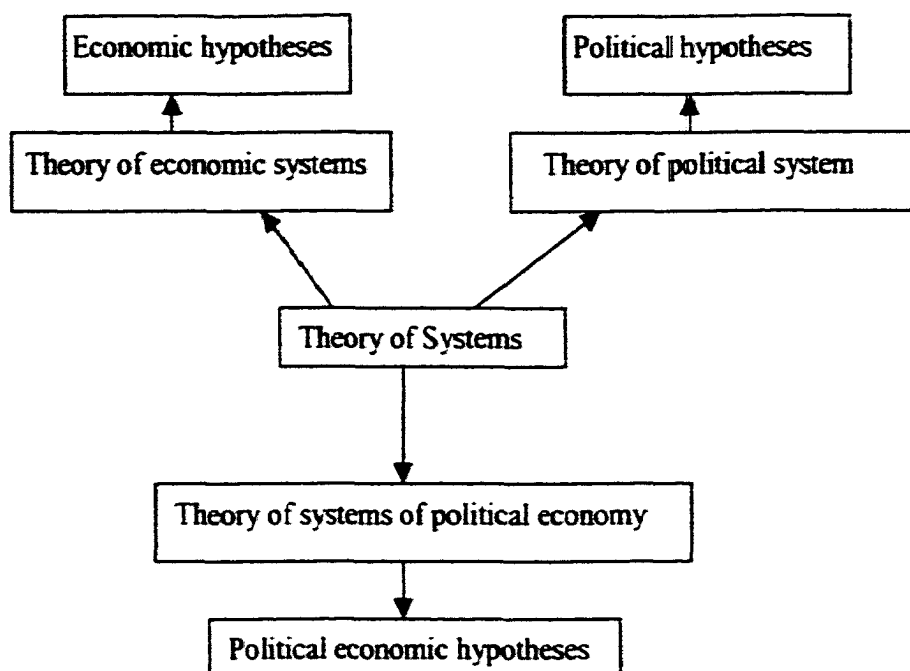 Economic hypotheses
Political hypotheses
Theory of economic systems
Theory of political system
Theory of Systems
Theory of systems of political economy
Political economic hypotheses